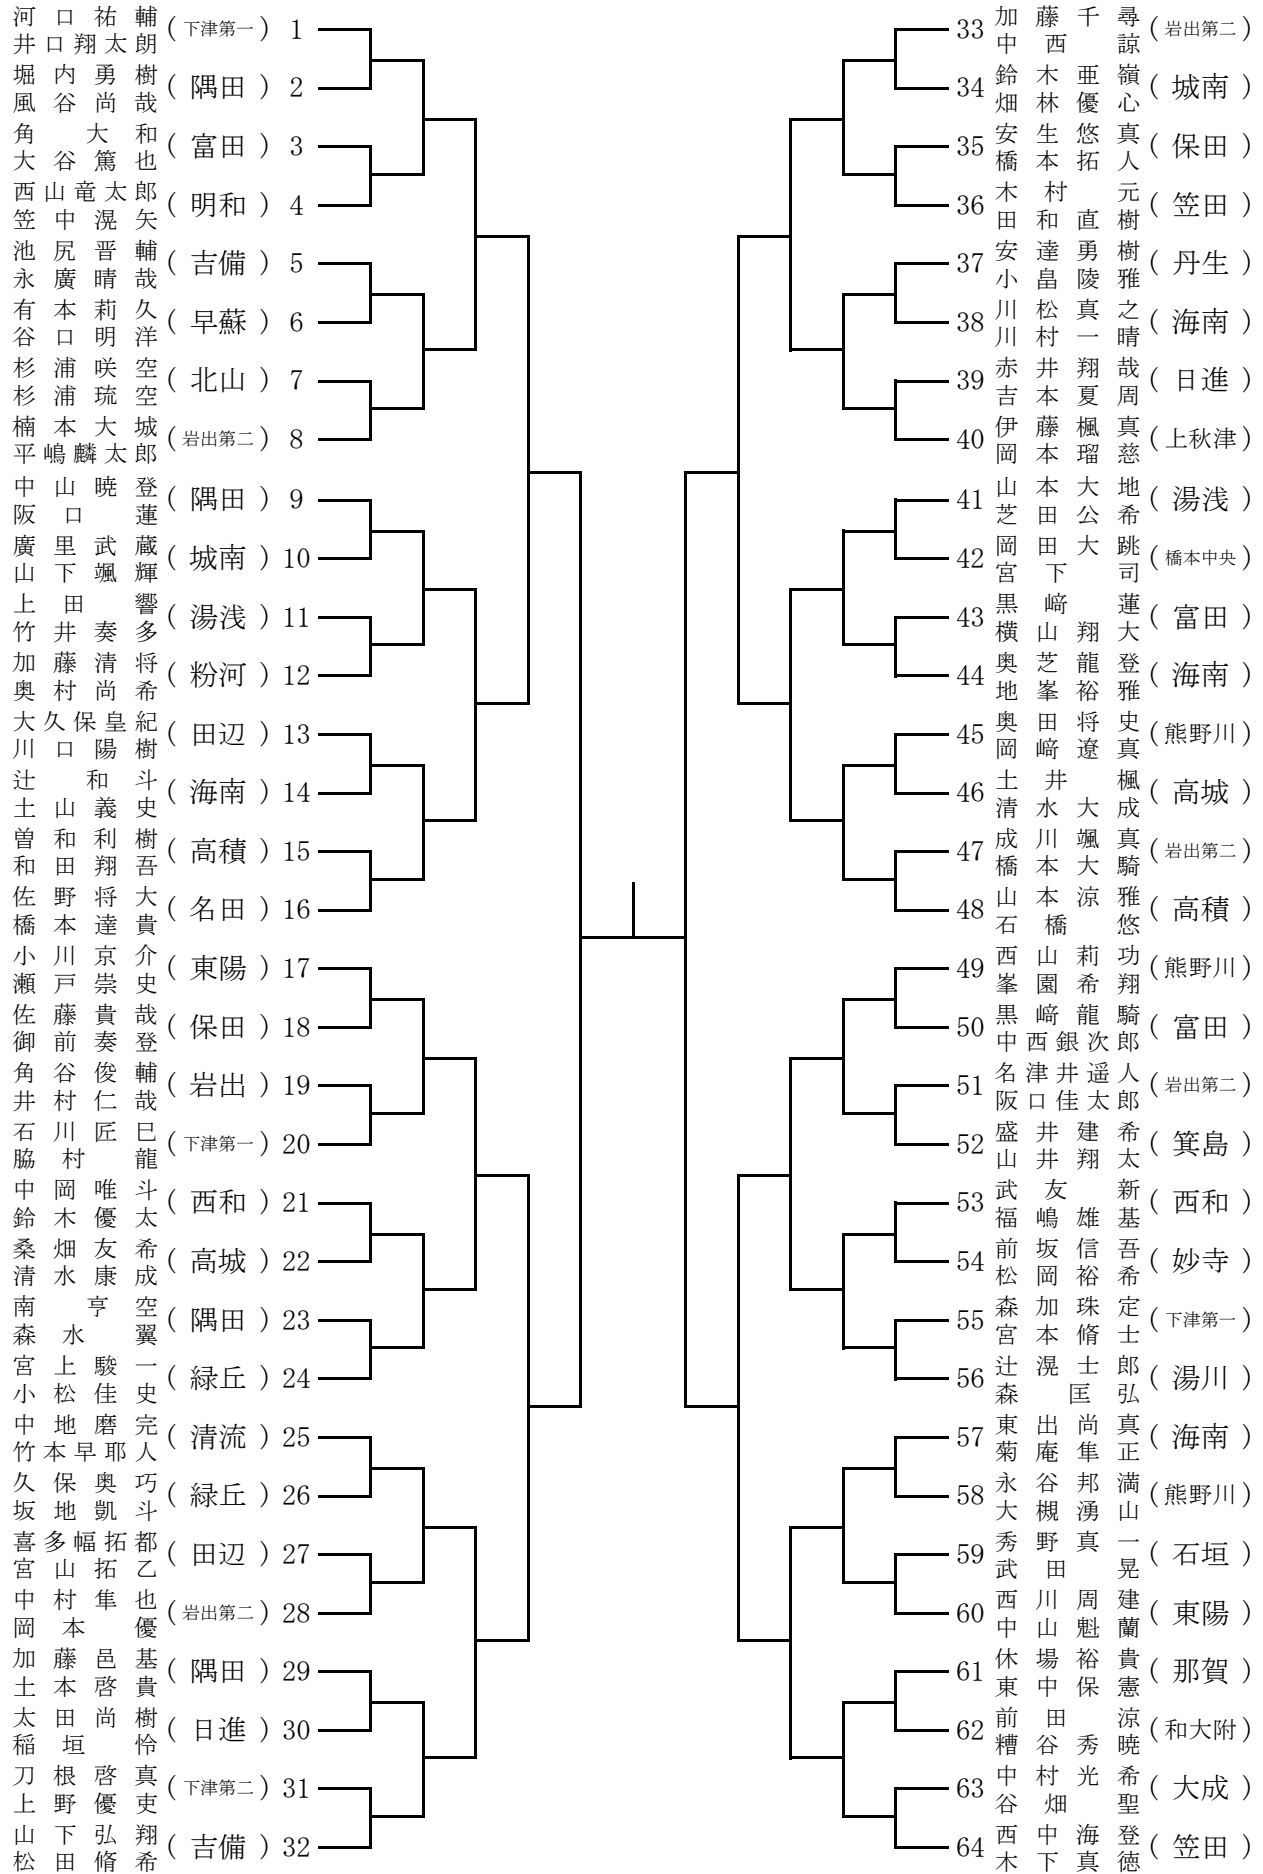 河口祐輔
井口翔太朗
(下津第一) 1
堀内勇樹
風谷尚哉
(隅田) 2
角大和
大谷篤也
(富田) 3
西山竜太郎
笠中滉矢
(明和) 4
池尻晋輔
永廣晴哉
(吉備) 5
有本莉久
谷口明洋
(早蘇) 6
杉浦咲空
杉浦琉空
(北山) 7
楠本大城
平嶋麟太郎
(岩出第二) 8
中山暁登
阪口蓮
(隅田) 9
廣里武蔵
山下颯輝
(城南) 10
上田響
竹井奏多
(湯浅) 11
加藤清将
奥村尚希
(粉河) 12
大久保皇紀
川口陽樹
(田辺) 13
辻和斗
土山義史
(海南) 14
曽和利樹
和田翔吾
(高積) 15
佐野将大
橋本達貴
(名田) 16
小川京介
瀬戸崇史
(東陽) 17
佐藤貴哉
御前奏登
(保田) 18
角谷俊輔
井村仁哉
(岩出) 19
石川匠巳
脇村龍
(下津第一) 20
中岡唯斗
鈴木優太
(西和) 21
桑畑友希
清水康成
(高城) 22
南亨空
森水翼
(隅田) 23
宮上駿一
小松佳史
(緑丘) 24
中地磨完
竹本早耶人
(清流) 25
久保奥巧
坂地凱斗
(緑丘) 26
喜多幅拓都
宮山拓乙
(田辺) 27
中村隼也
岡本優
(岩出第二) 28
加藤邑基
土本啓貴
(隅田) 29
太田尚樹
稲垣怜
(日進) 30
刀根啓真
上野優吏
(下津第二) 31
山下弘翔
松田脩希
(吉備) 32
33 加藤千尋
中西諒
(岩出第二)
34 鈴木亜嶺
畑林優心
(城南)
35 安生悠真
橋本拓人
(保田)
36 木村元
田和直樹
(笠田)
37 安達勇樹
小畠陵雅
(丹生)
38 川松真之
川村一晴
(海南)
39 赤井翔哉
吉本夏周
(日進)
40 伊藤楓真
岡本瑠慈
(上秋津)
41 山本大地
芝田公希
(湯浅)
42 岡田大跳
宮下司
(橋本中央)
43 黒﨑蓮
横山翔大
(富田)
44 奥芝龍登
地峯裕雅
(海南)
45 奥田将史
岡﨑遼真
(熊野川)
46 土井楓
清水大成
(高城)
47 成川颯真
橋本大騎
(岩出第二)
48 山本涼雅
石橋悠
(高積)
49 西山莉功
峯園希翔
(熊野川)
50 黒﨑龍騎
中西銀次郎
(富田)
51 名津井遥人
阪口佳太郎
(岩出第二)
52 盛井建希
山井翔太
(箕島)
53 武友新
福嶋雄基
(西和)
54 前坂信吾
松岡裕希
(妙寺)
55 森加珠定
宮本脩士
(下津第一)
56 辻滉士郎
森匡弘
(湯川)
57 東出尚真
菊庵隼正
(海南)
58 永谷邦満
大槻湧山
(熊野川)
59 秀野真一
武田晃
(石垣)
60 西川周建
中山魁蘭
(東陽)
61 休場裕貴
東中保憲
(那賀)
62 前田涼
糟谷秀暁
(和大附)
63 中村光希
谷畑聖
(大成)
64 西中海登
木下真徳
(笠田)